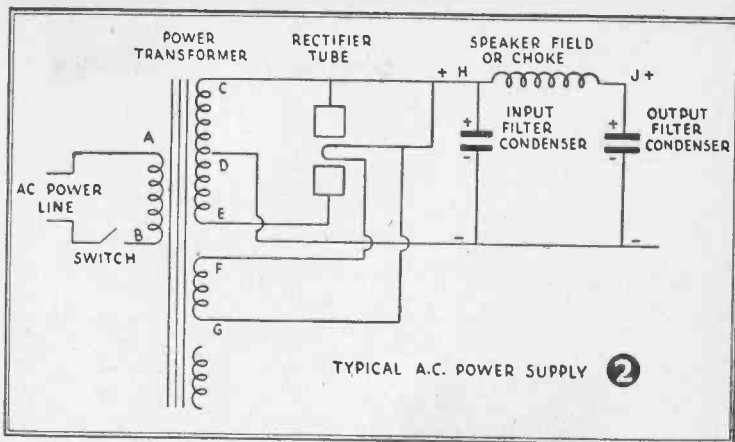 POWER
TRANSFORMER
RECTIFIER
TUBE
SPEAKER FIELD
OR CHOKE
C
+ H
J +
A
+
INPUT
FILTER
CONDENSER
-
+
OUTPUT
FILTER
CONDENSER
-
D
AC POWER
LINE
E
B
-
-
SWITCH
F
G
TYPICAL A.C. POWER SUPPLY 2